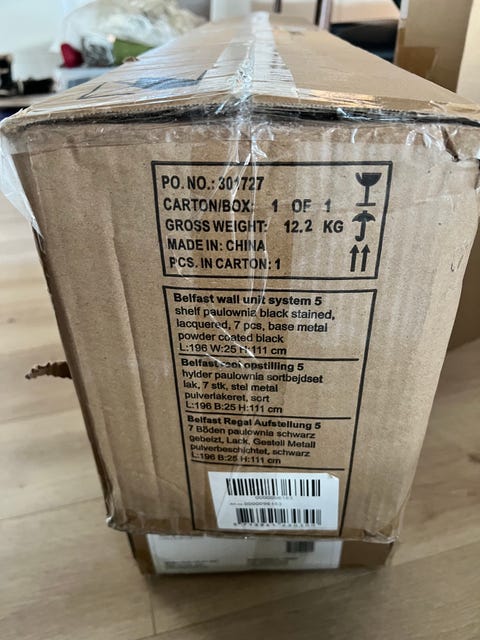 PO. NO.: 301727
CARTON/BOX: 1 OF 1
GROSS WEIGHT: 12.2 KG
MADE IN: CHINA
PCS. IN CARTON: 1
Belfast wall unit system 5
shelf paulownia black stained,
lacquered, 7 pcs, base metal
powder coated black
L:196 W:25 H:111 cm
Belfast reol opstilling 5
hylder paulownia sortbejdset
lak, 7 stk, stel metal
pulverlakeret, sort
L:196 B:25 H:111 cm
Belfast Regal Aufstellung 5
7 Böden paulownia schwarz
gebeizt, Lack, Gestell Metall
pulverbeschichtet, schwarz
L:196 B:25 H:111 cm